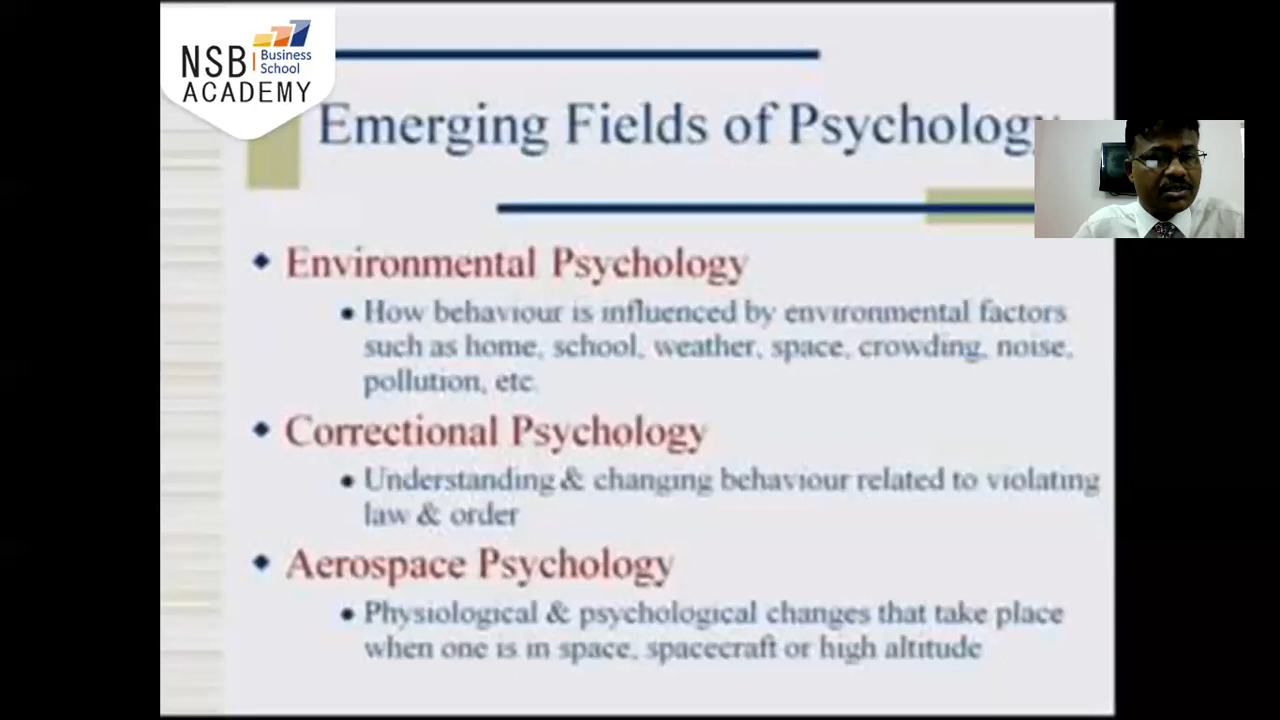 NSB
Business
School
ACADEMY
Emerging Fields of Psychology
Environmental Psychology
How behaviour is influenced by environmental factors
such as home, school, weather, space, crowding, noise,
pollution, etc.
Correctional Psychology
Understanding & changing behaviour related to violating
law & order
Aerospace Psychology
Physiological & psychological changes that take place
when one is in space, spacecraft or high altitude